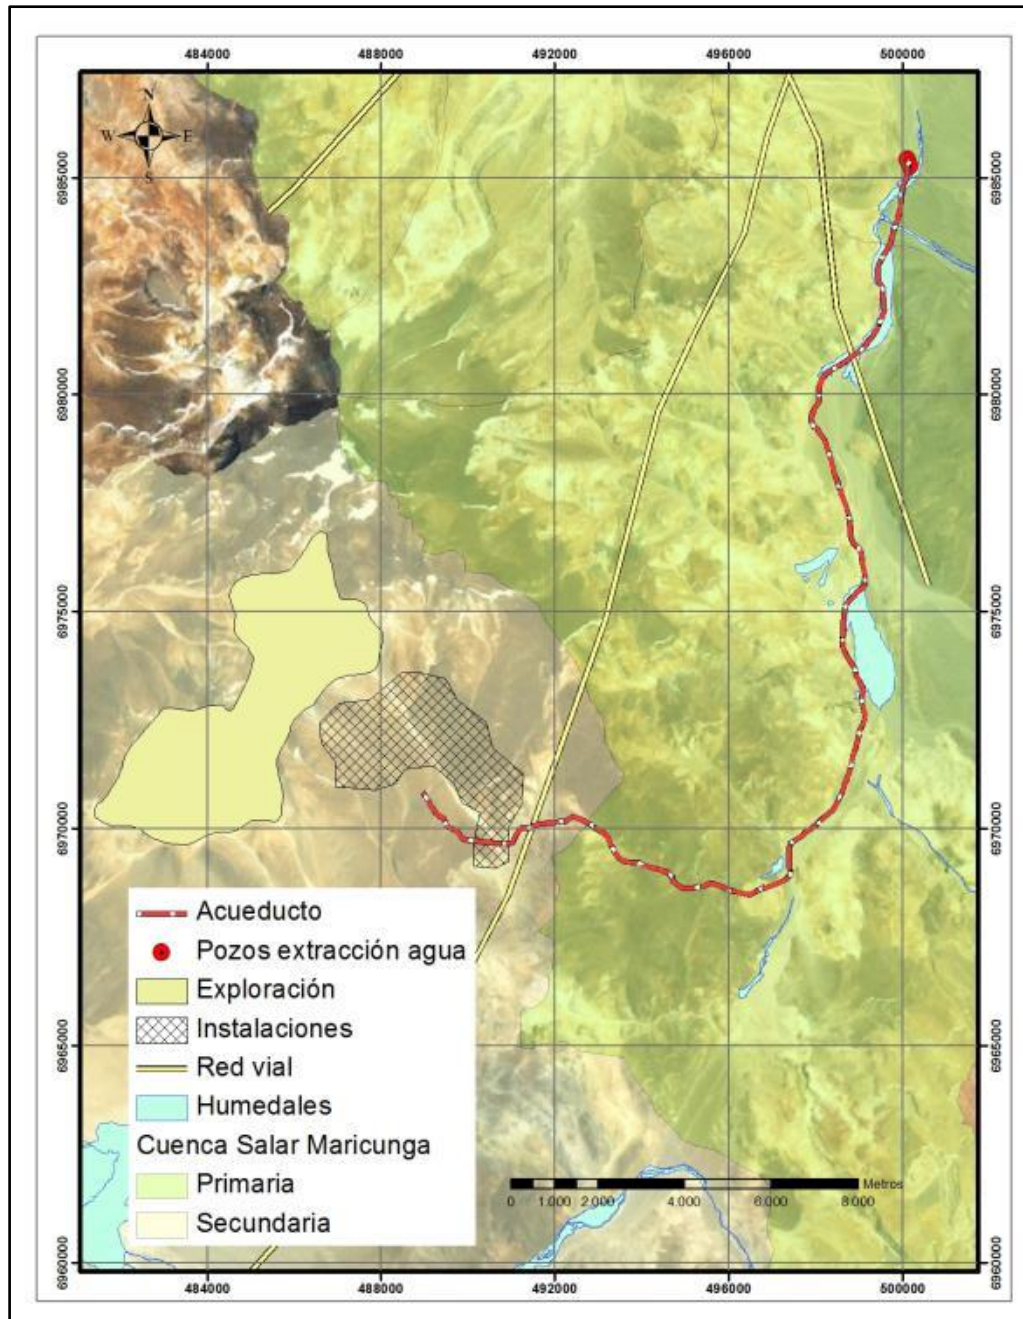 484000 488000 492000 496000 500000
N
W E
S
6985000 6985000
6980000 6980000
6975000 6975000
6970000 6970000
6965000 6965000
6960000 6960000
Acueducto
Pozos extracción agua
Exploración
Instalaciones
Red vial
Humedales
Cuenca Salar Maricunga
Primaria
Secundaria
Metros
0 1.000 2.000 4.000 6.000 8.000
484000 488000 492000 496000 500000